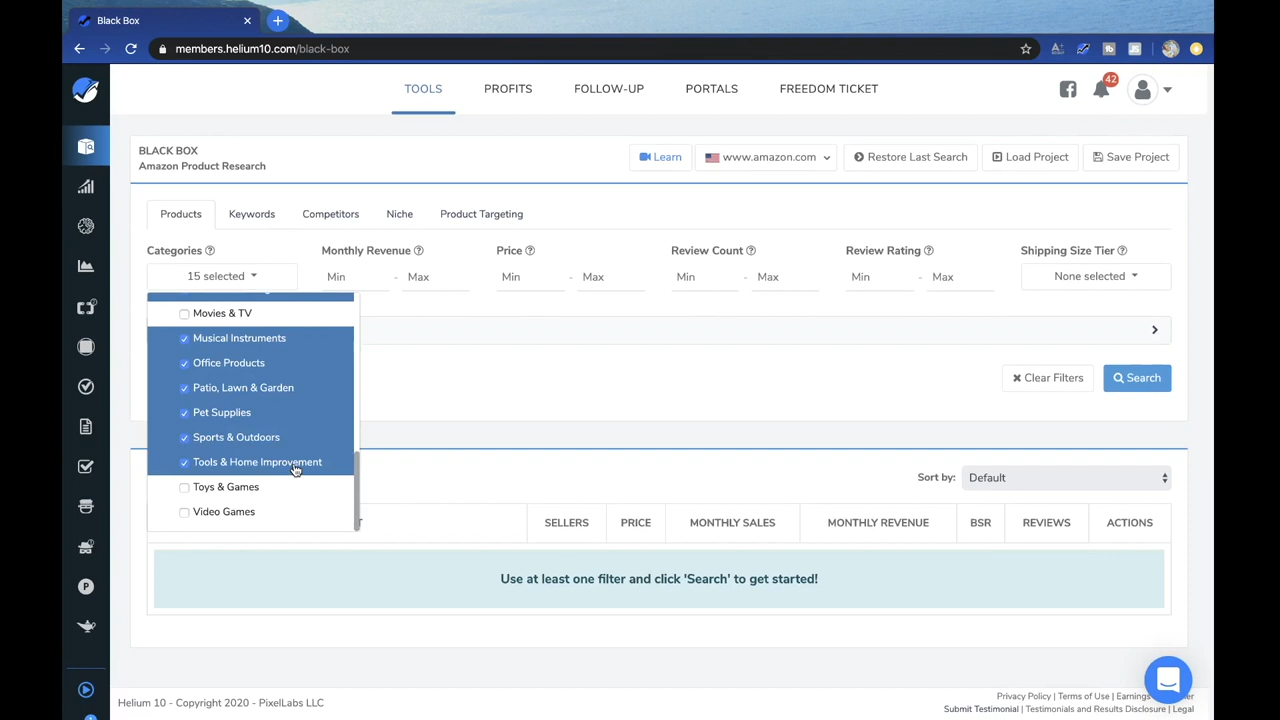 Black Box
members.helium10.com/black-box
TOOLS PROFITS FOLLOW-UP PORTALS FREEDOM TICKET
42
BLACK BOX
Amazon Product Research
Learn www.amazon.com Restore Last Search Load Project Save Project
Products Keywords Competitors Niche Product Targeting
Categories Monthly Revenue Price Review Count Review Rating Shipping Size Tier
15 selected Min - Max Min - Max Min - Max Min - Max None selected
Movies & TV
Musical Instruments
Office Products
Patio, Lawn & Garden
Pet Supplies
Sports & Outdoors
Tools & Home Improvement
Toys & Games
Video Games
Clear Filters Search
Sort by: Default
SELLERS PRICE MONTHLY SALES MONTHLY REVENUE BSR REVIEWS ACTIONS
Use at least one filter and click 'Search' to get started!
Helium 10 - Copyright 2020 - PixelLabs LLC
Privacy Policy | Terms of Use | Earnings
Submit Testimonial | Testimonials and Results Disclosure | Legal